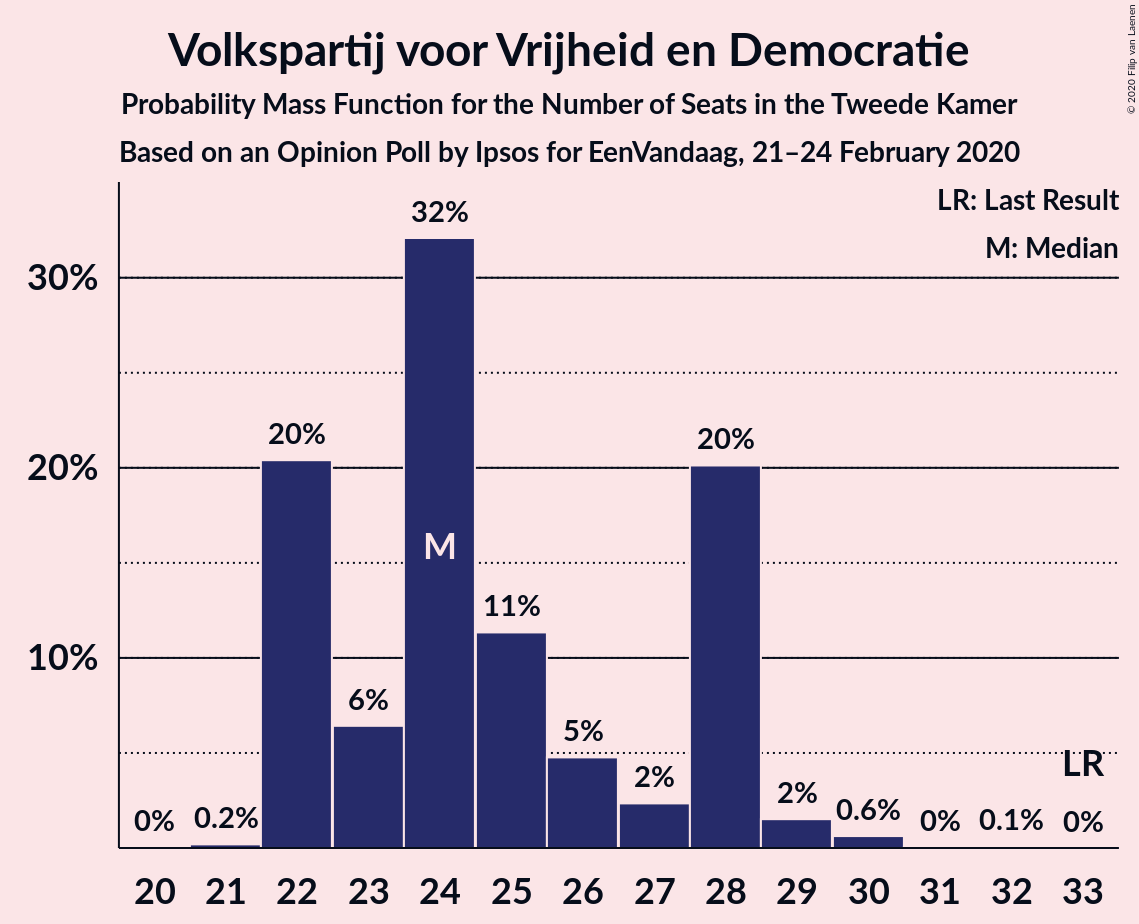 Volkspartij voor Vrijheid en Democratie
Probability Mass Function for the Number of Seats in the Tweede Kamer
Based on an Opinion Poll by Ipsos for EenVandaag, 21–24 February 2020
© 2020 Filip van Laenen
LR: Last Result
M: Median
30%
20%
10%
0%
0.2%
20%
6%
32%
M
11%
5%
2%
20%
2%
0.6%
0%
0.1%
0%
LR
20 21 22 23 24 25 26 27 28 29 30 31 32 33